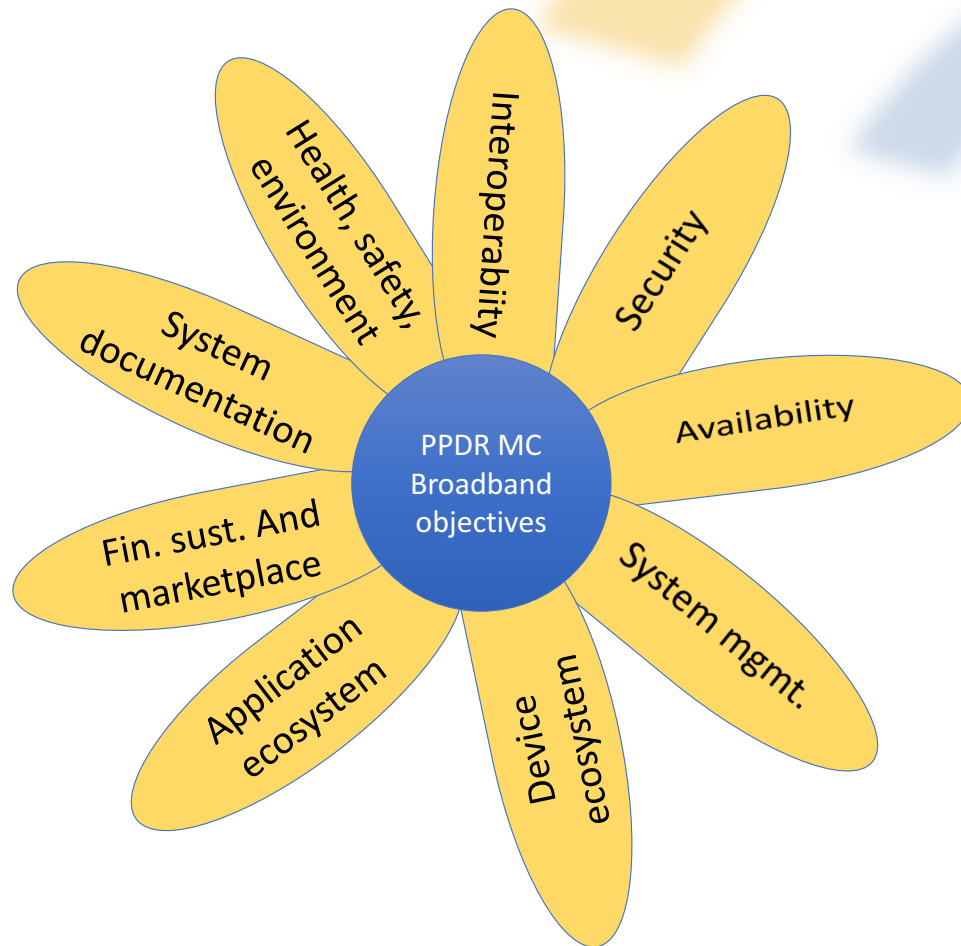 PPDR MC
Broadband
objectives
Interoperabiity
Security
Availability
System mgmt.
Device
ecosystem
Application
ecosystem
Fin. sust. And
marketplace
System
documentation
Health, safety,
environment